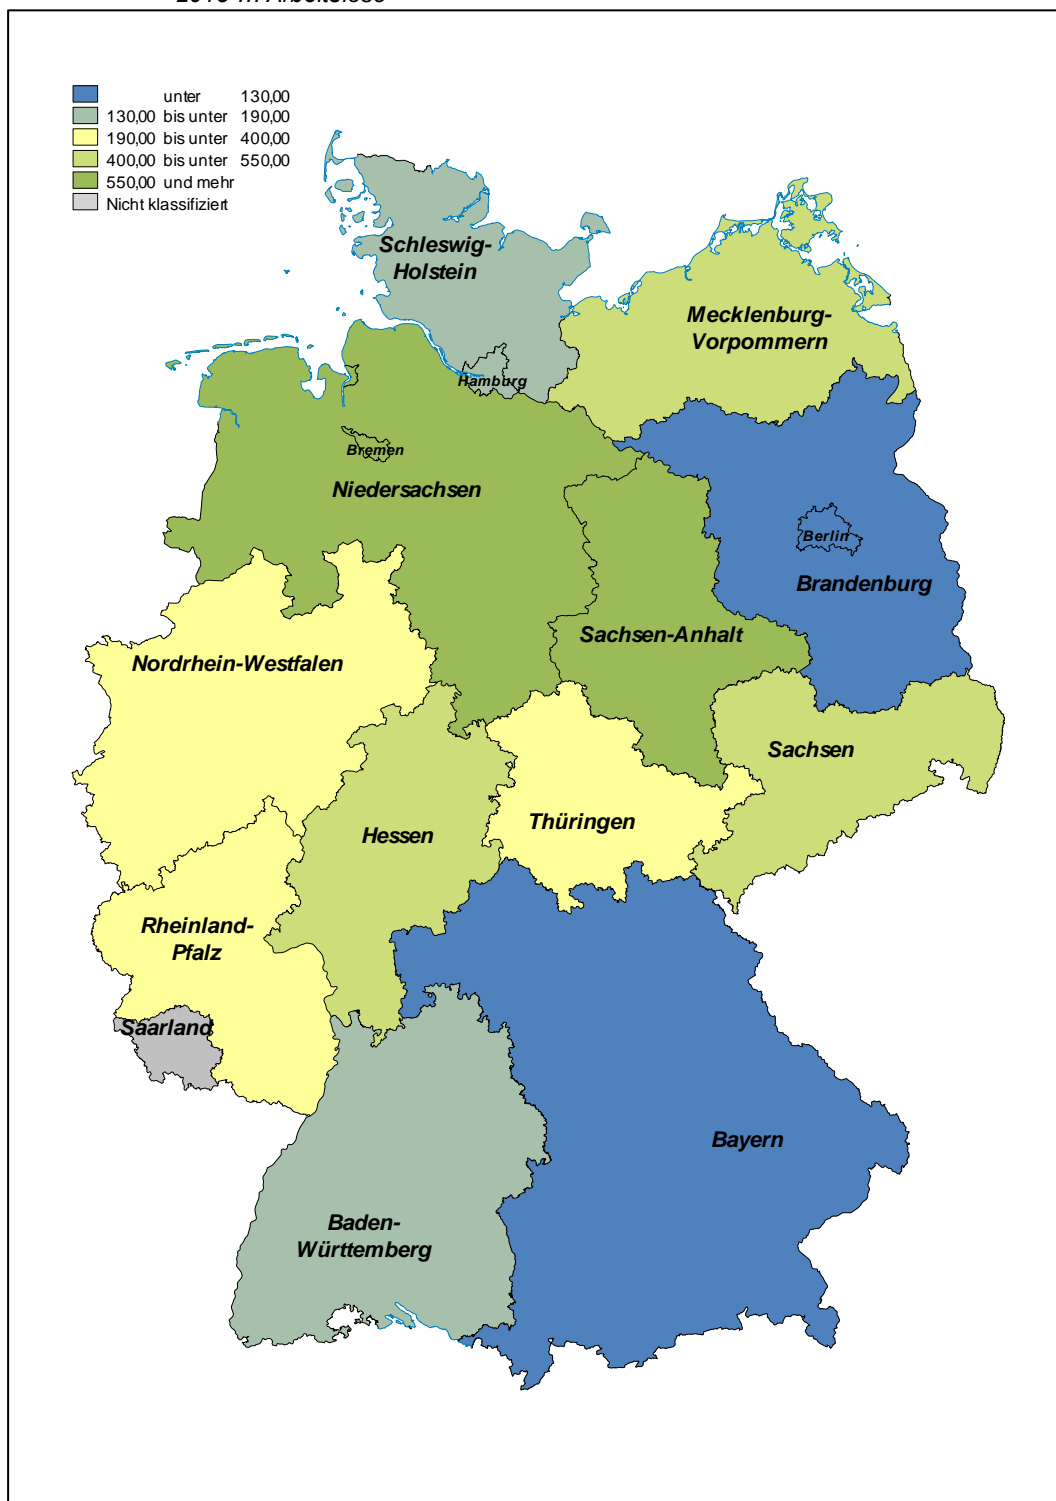 unter 130,00
130,00 bis unter 190,00
190,00 bis unter 400,00
400,00 bis unter 550,00
550,00 und mehr
Nicht klassifiziert
Schleswig-
Holstein
Mecklenburg-
Vorpommern
Hamburg
Bremen
Niedersachsen
Berlin
Brandenburg
Sachsen-Anhalt
Nordrhein-Westfalen
Sachsen
Thüringen
Hessen
Rheinland-
Pfalz
Saarland
Bayern
Baden-
Württemberg